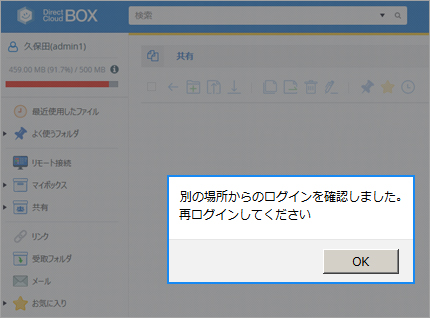 Direct Cloud BOX
検索
久保田(admin1)
459.00 MB (91.7%) / 500 MB
共有
最近使用したファイル
よく使うフォルダ
リモート接続
マイボックス
共有
リンク
受取フォルダ
メール
お気に入り
別の場所からのログインを確認しました。
再ログインしてください
OK